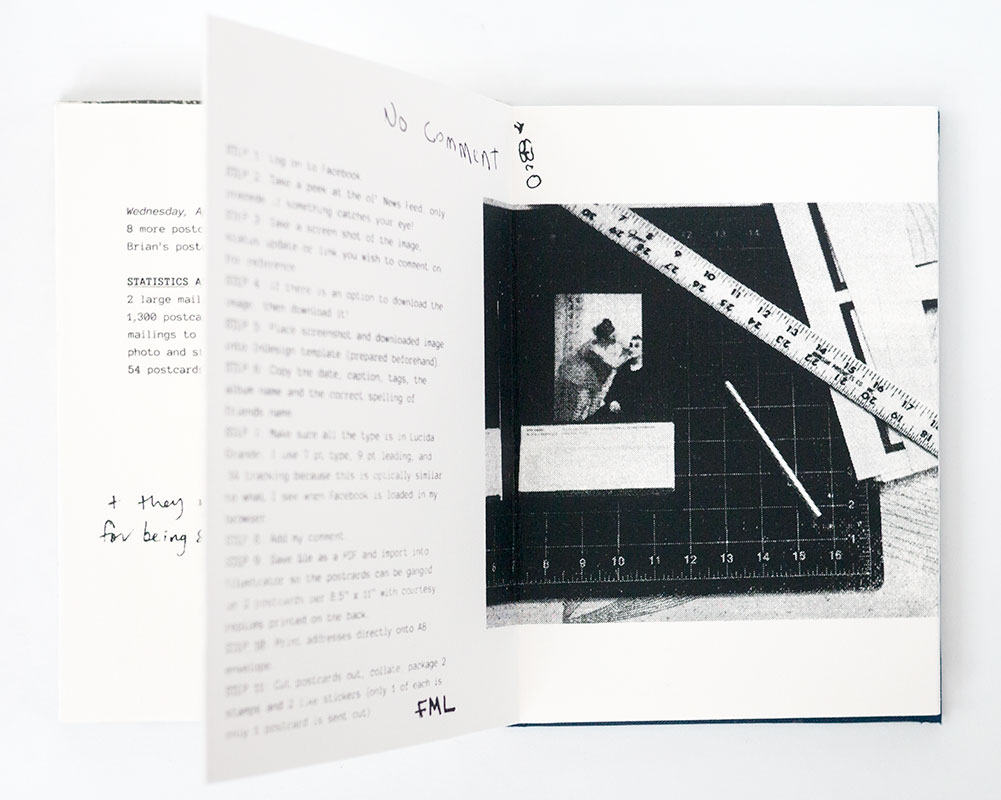 Wednesday,
8 more
Brian's
STATISTICS
2 large
1,300
mailings to
photo and
54
+ they
for being
No Comment
STEP 1: Log on to Facebook.
STEP 2: Take a peek at the ol' News Feed, only
if something catches your eye!
STEP 3: Take a screen shot of the image,
status update or link you wish to comment on
for reference.
STEP 4: If there is an option to download the
image, then download it!
STEP 5: Place screenshot and downloaded image
into InDesign template (prepared beforehand).
STEP 6: Copy the date, caption, tags, the
album name and the correct spelling of
friends name.
STEP 7: Make sure all the type is in Lucida
Grande. I use 7 pt type, 9 pt leading, and
tracking because this is optically similar
to what I see when Facebook is loaded in my
browser.
STEP 8: Add my comment.
STEP 9: Save file as a PDF and import into
Illustrator so the postcards can be ganged
up 2 postcards per 8.5" x 11" with courtesy
notices printed on the back.
STEP 10: Print addresses directly onto A8
envelope.
STEP 11: Cut postcards out, collate, package 2
stamps and 2 like stickers (only 1 of each is
only 1 postcard is sent out)
FML
12 13 14
8 9 10 11 12 13 14 15 16
2
1